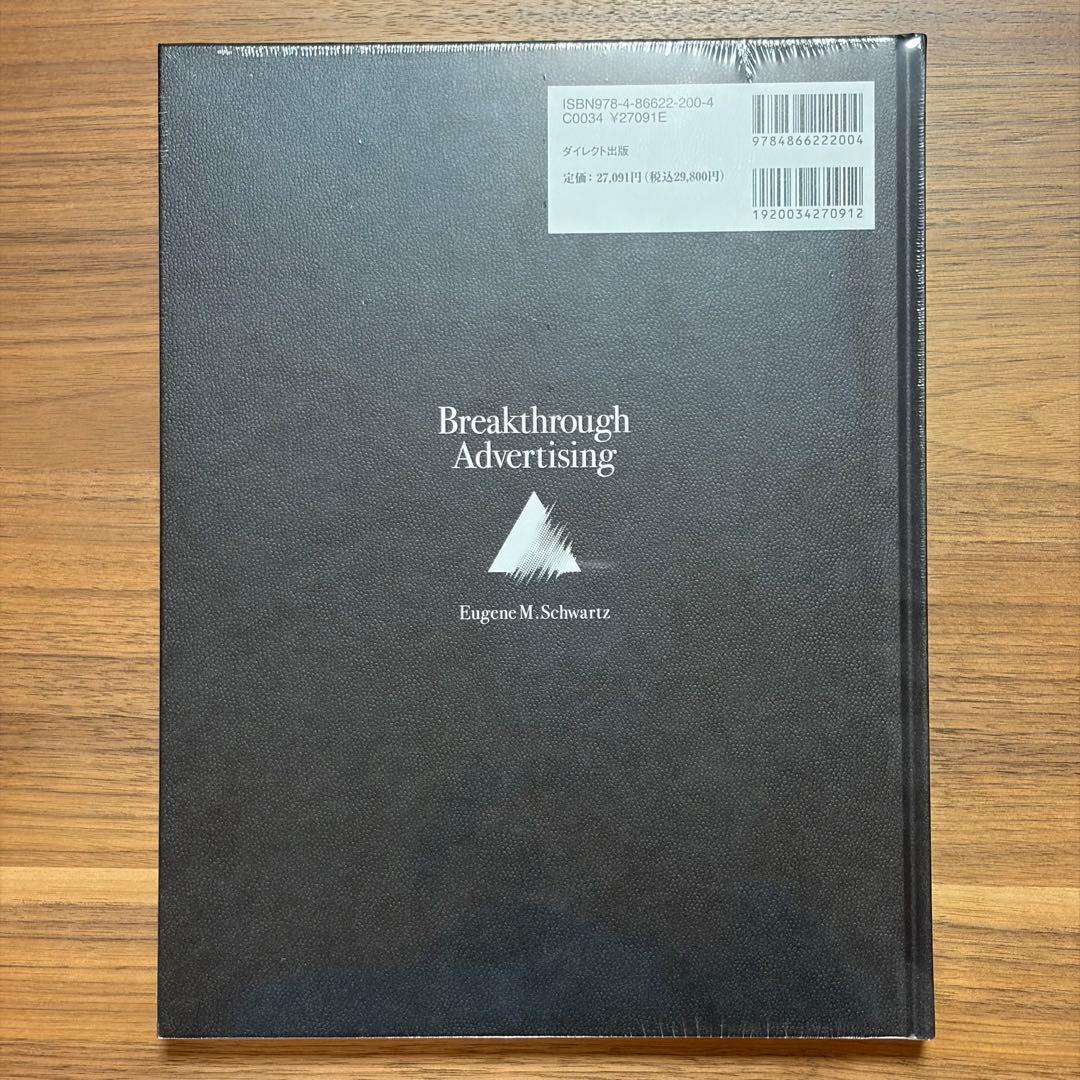 ISBN978-4-86622-200-4
C0034 ¥27091E
ダイレクト出版
定価：27,091円（税込29,800円）
9784866222004
1920034270912
Breakthrough
Advertising
Eugene M. Schwartz